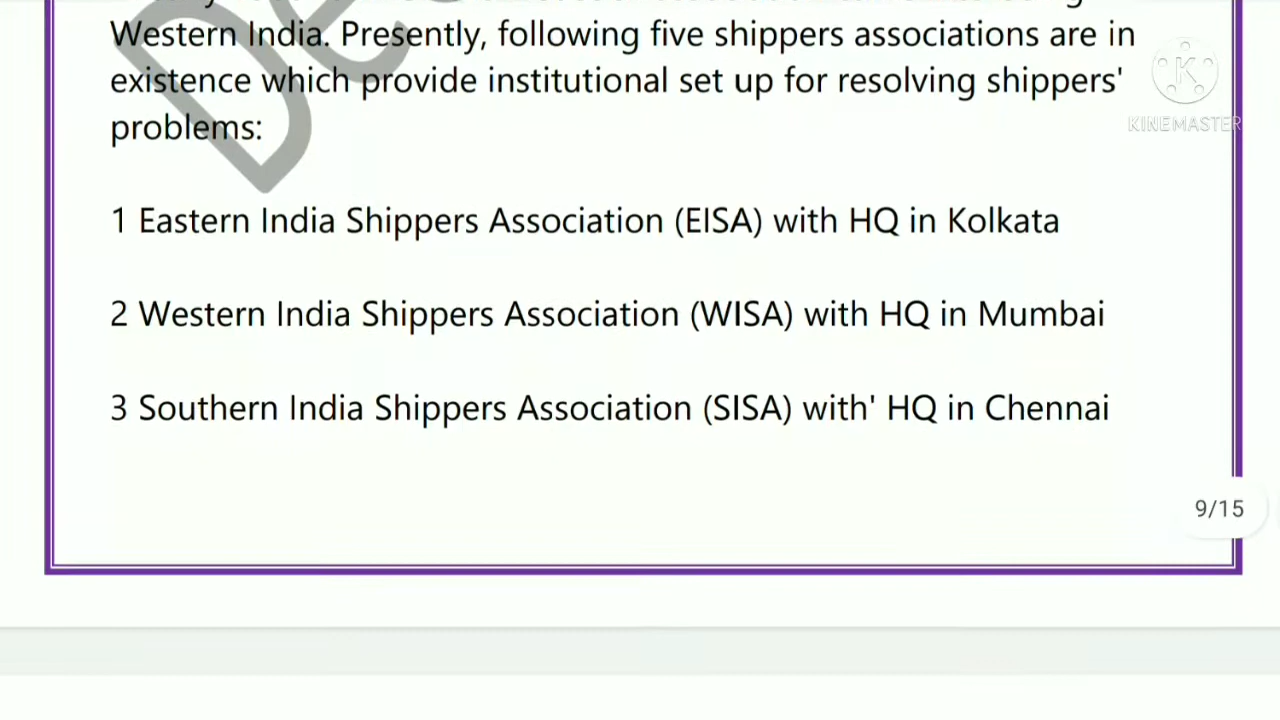 Western India. Presently, following five shippers associations are in
existence which provide institutional set up for resolving shippers'
problems:
1 Eastern India Shippers Association (EISA) with HQ in Kolkata
2 Western India Shippers Association (WISA) with HQ in Mumbai
3 Southern India Shippers Association (SISA) with' HQ in Chennai
9/15
KINEMASTER